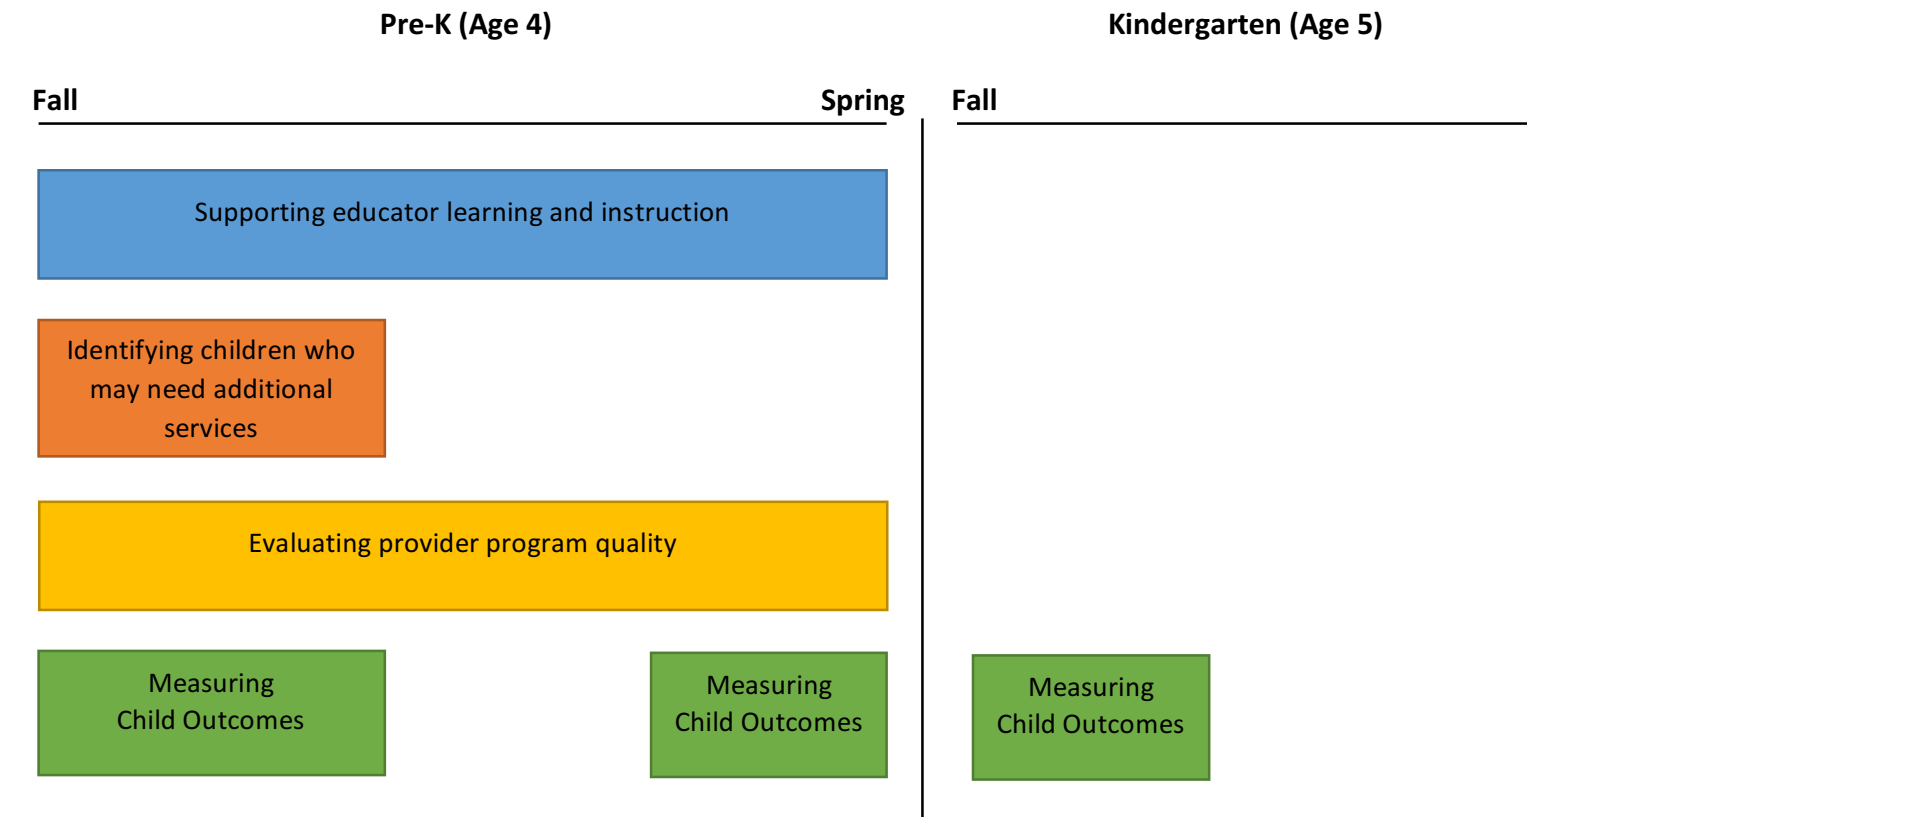 Pre-K (Age 4)
Kindergarten (Age 5)
Fall
Spring
Fall
Supporting educator learning and instruction
Identifying children who
may need additional
services
Evaluating provider program quality
Measuring
Child Outcomes
Measuring
Child Outcomes
Measuring
Child Outcomes